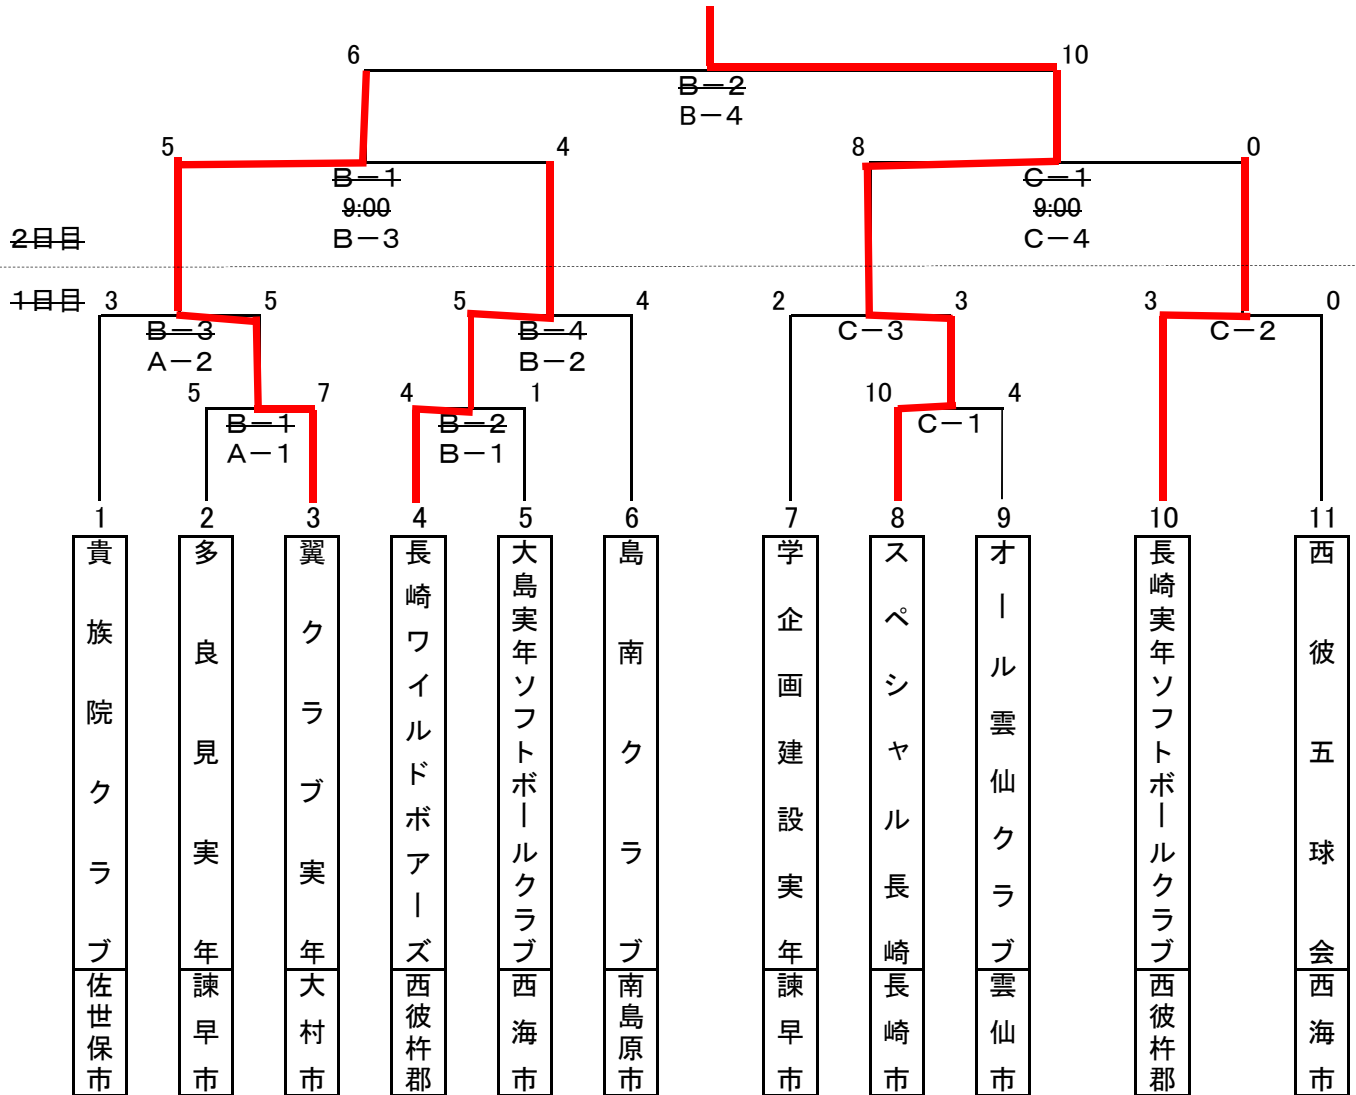 6 10
B－2
B－4
5 4 8 0
B－1 C－1
9:00 9:00
B－3 C－4
2日目
1日目
3 5 5 4 2 3 3 0
B－3 B－4 C－3 C－2
A－2 B－2
5 7 4 1 10 4
B－1 B－2 C－1
A－1 B－1
1 2 3 4 5 6 7 8 9 10 11
貴族院クラブ
佐世保市
多良見実年
諫早市
翼クラブ実年
大村市
長崎ワイルドボアーズ
西彼杵郡
大島実年ソフトボールクラブ
西海市
島南クラブ
南島原市
学企画建設実年
諫早市
スペシャル長崎
長崎市
オール雲仙クラブ
雲仙市
長崎実年ソフトボールクラブ
西彼杵郡
西彼五球会
西海市